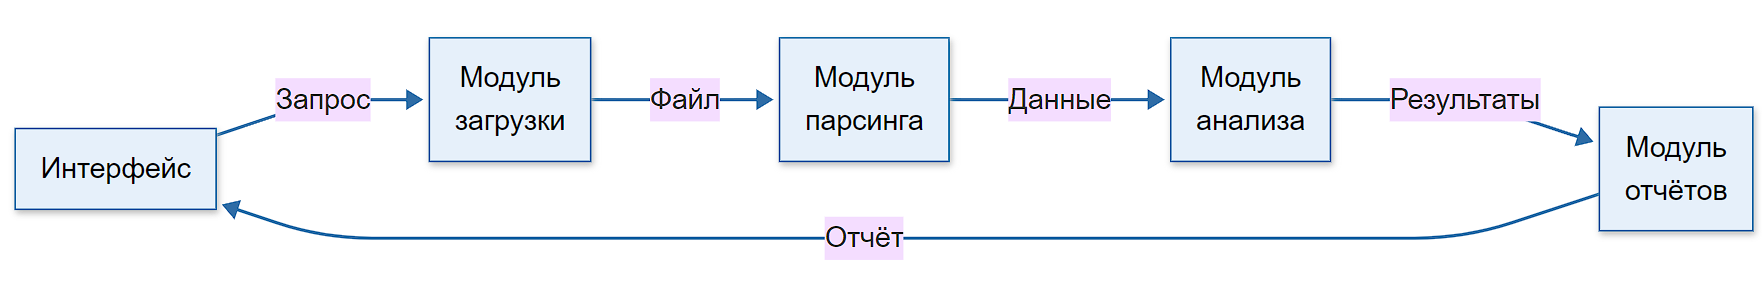 Интерфейс
Запрос
Модуль
загрузки
Файл
Модуль
парсинга
Данные
Модуль
анализа
Результаты
Модуль
отчётов
Отчёт